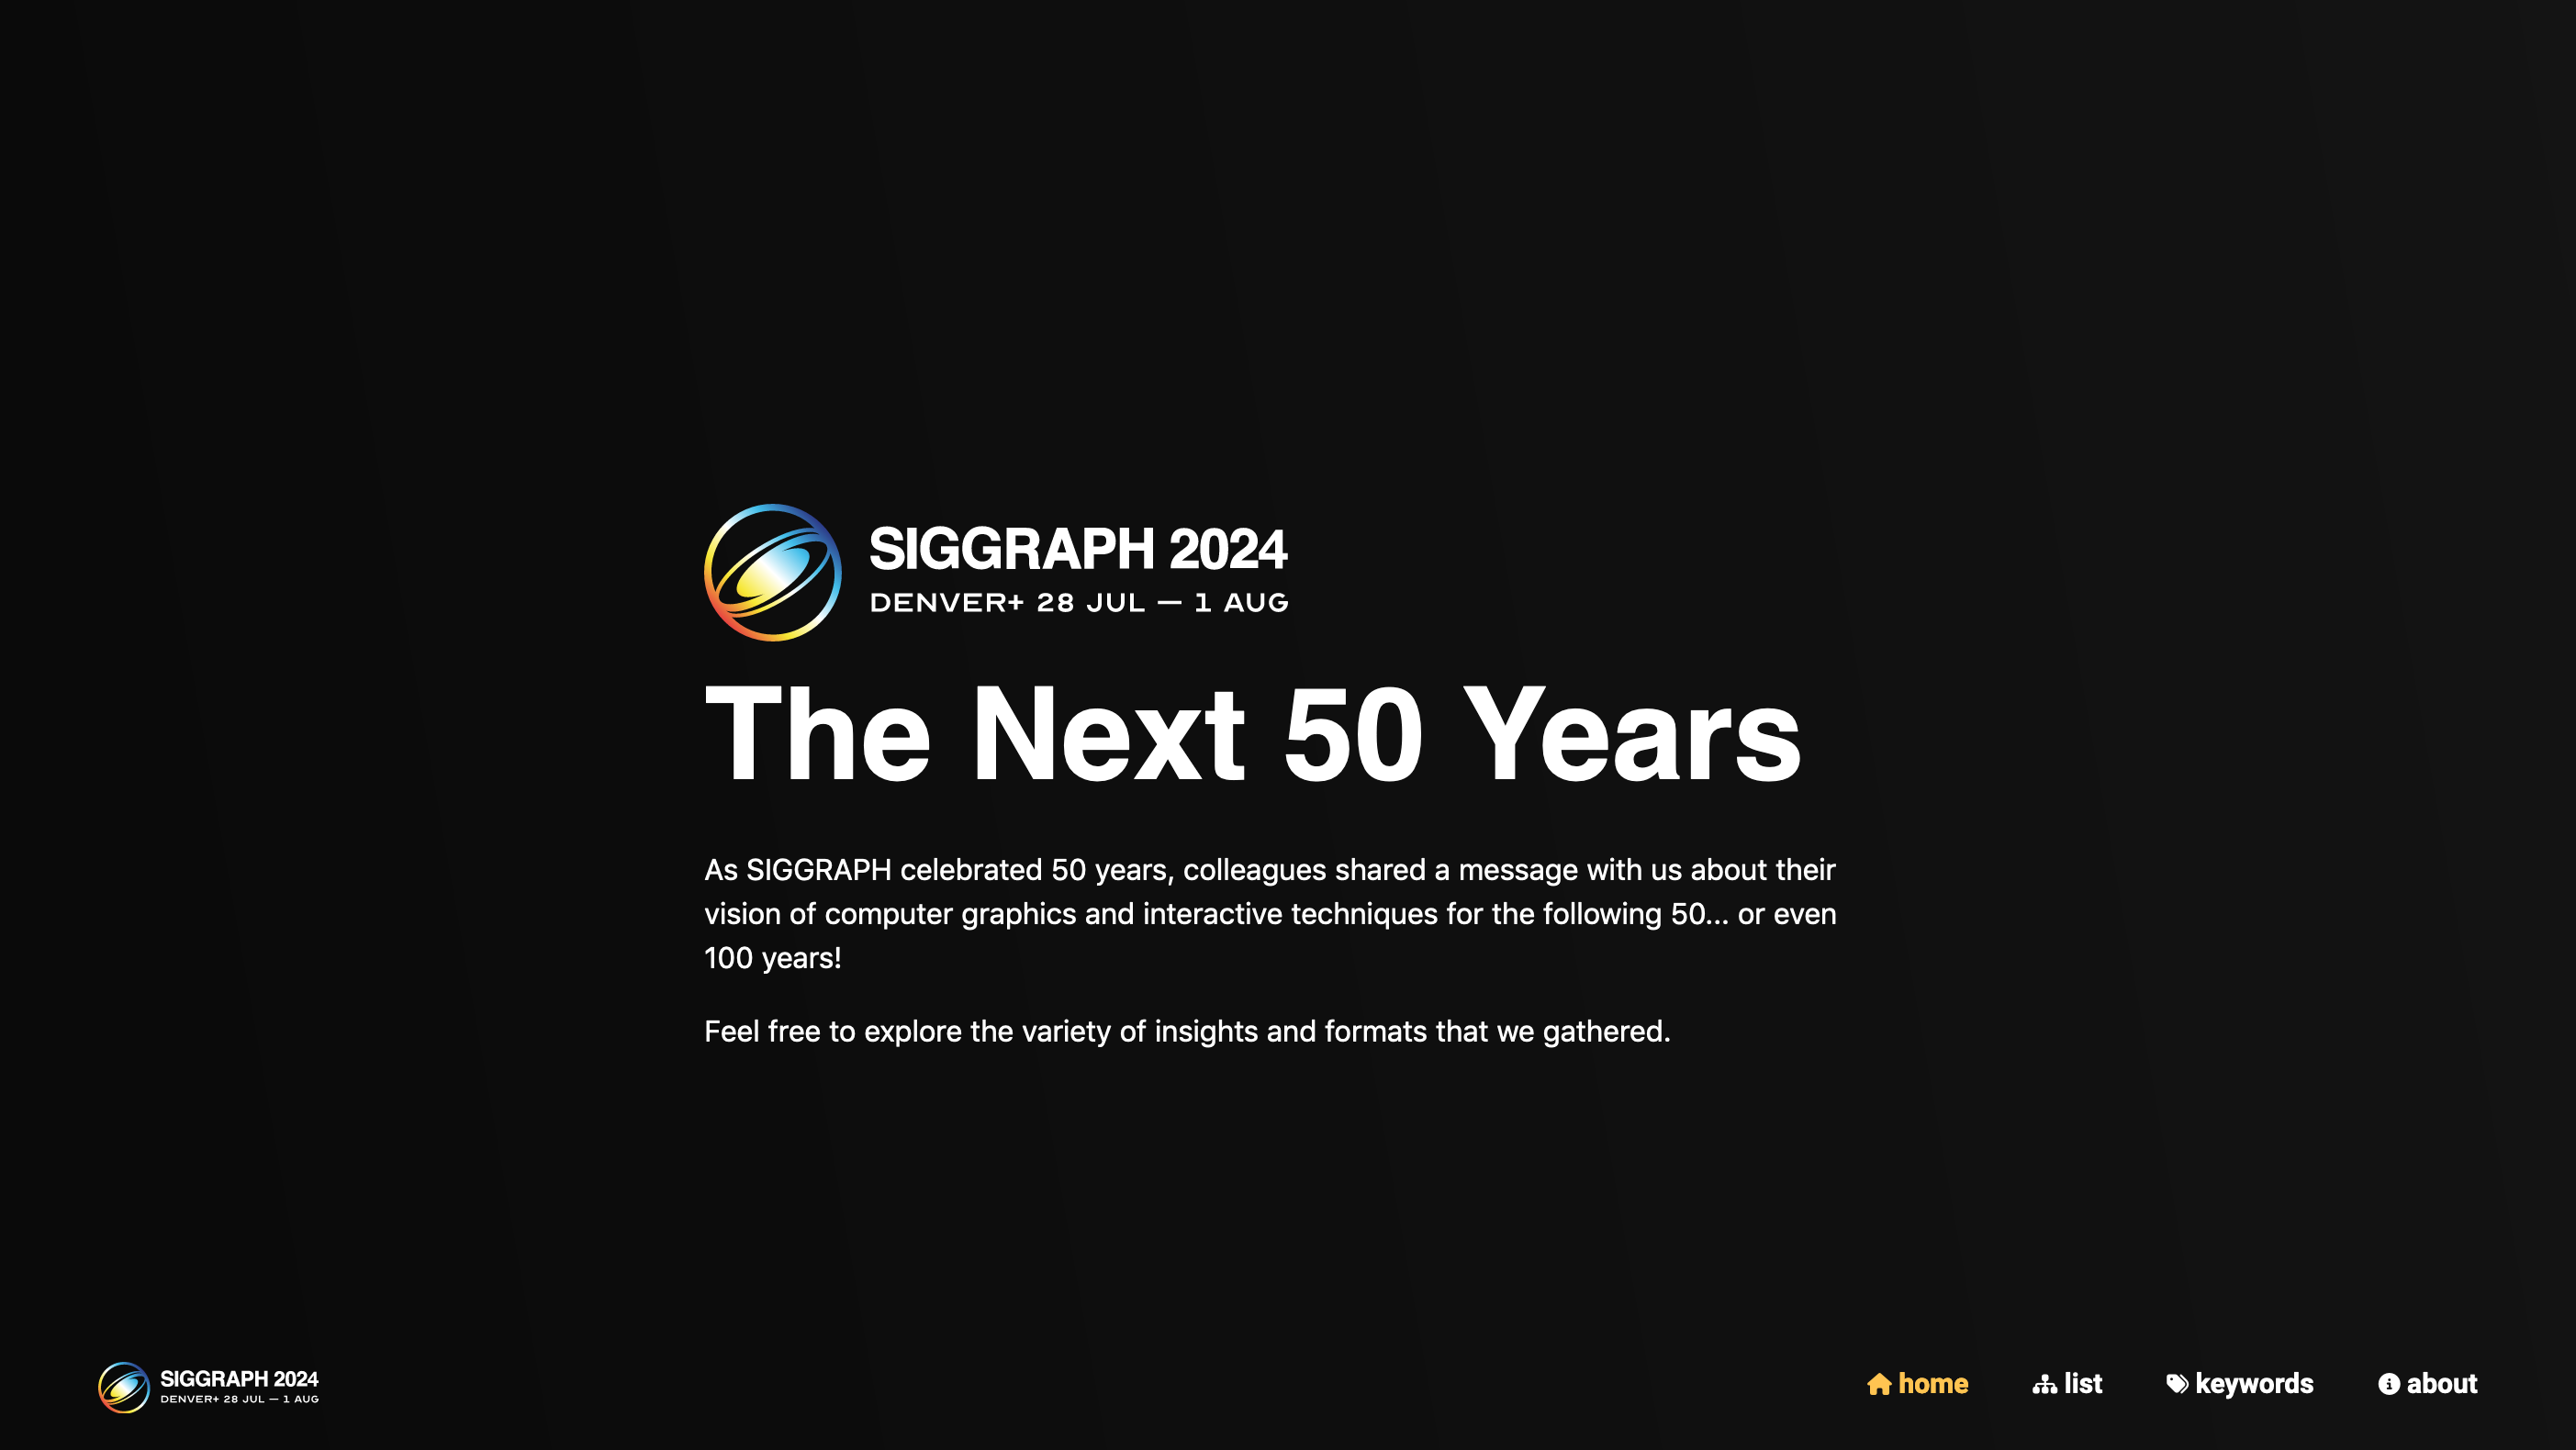 SIGGRAPH 2024
DENVER+ 28 JUL — 1 AUG
The Next 50 Years
As SIGGRAPH celebrated 50 years, colleagues shared a message with us about their
vision of computer graphics and interactive techniques for the following 50... or even
100 years!
Feel free to explore the variety of insights and formats that we gathered.
SIGGRAPH 2024
DENVER+ 28 JUL — 1 AUG
home list keywords about